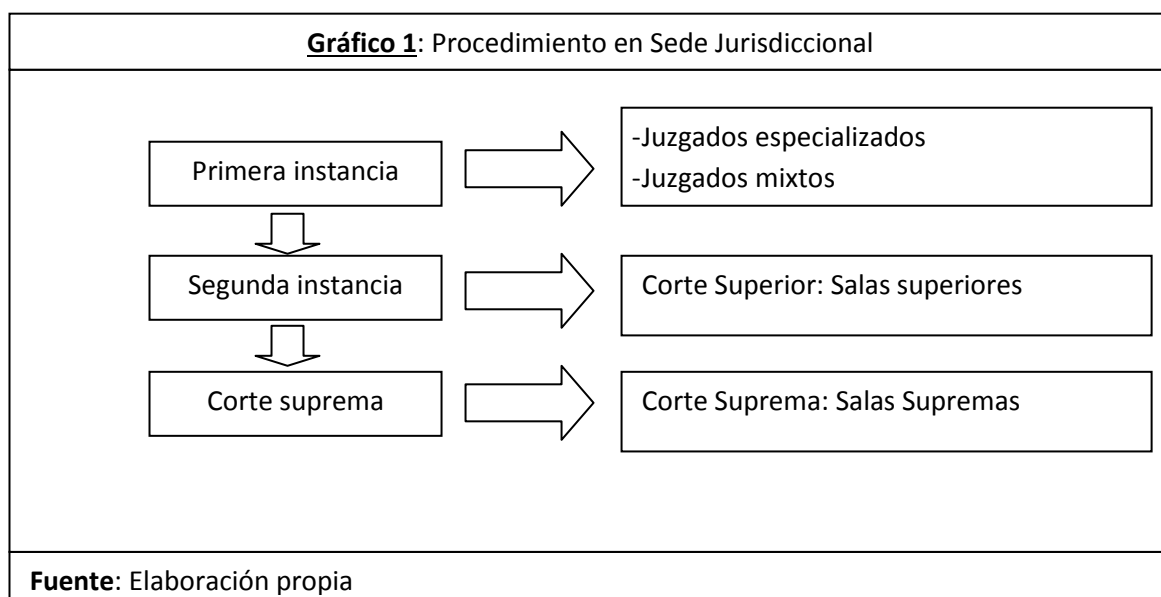 Gráfico 1: Procedimiento en Sede Jurisdiccional
Primera instancia
-Juzgados especializados
-Juzgados mixtos
Segunda instancia
Corte Superior: Salas superiores
Corte suprema
Corte Suprema: Salas Supremas
Fuente: Elaboración propia